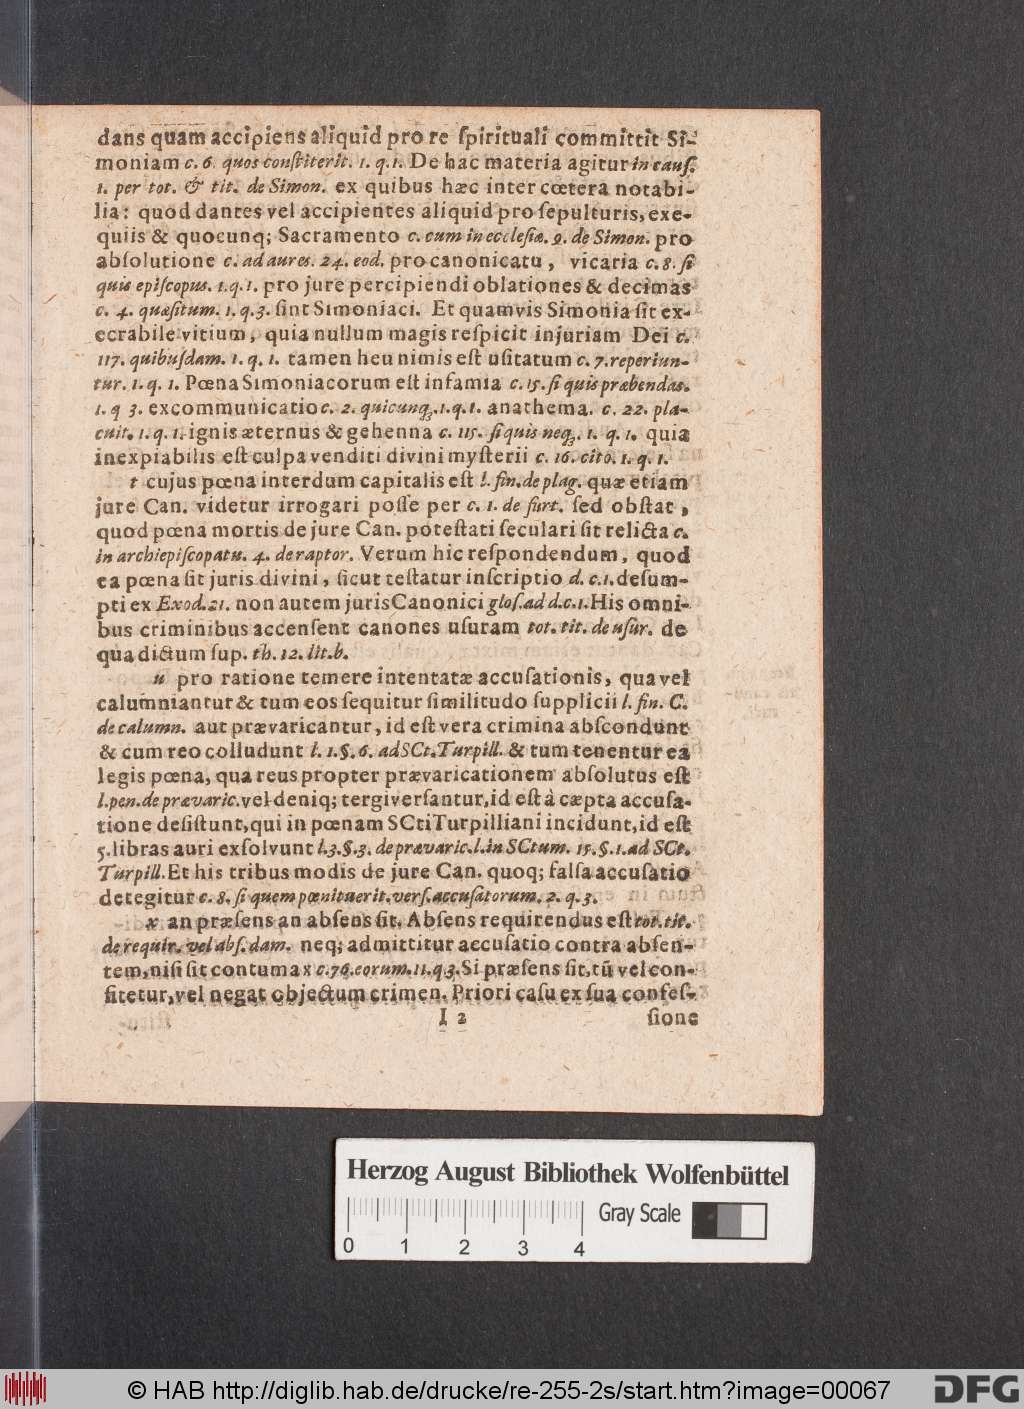 dans quam accipiens aliquid pro re ſpirituali committit Si-
moniam c. 6. quos conſtiterit. 1. q. 1. De hac materia agitur in cauſ.
1. per tot. & tit. de Simon. ex quibus hæc inter cœtera notabi-
lia: quod dantes vel accipientes aliquid pro ſepulturis, exe-
quiis & quocunq; Sacramento c. cum in eccleſiæ. 9. de Simon. pro
abſolutione c. ad aures. 24. eod. pro canonicatu, vicaria c. 8. ſi
quis epiſcopus. 1. q. 1. pro jure percipiendi oblationes & decimas
c. 4. quæſitum. 1. q. 3. ſint Simoniaci. Et quamvis Simonia ſit ex-
ecrabile vitium, quia nullum magis reſpicit injuriam Dei c.
117. quibuſdam. 1. q. 1. tamen heu nimis eſt uſitatum c. 7. reperiun-
tur. 1. q. 1. Pœna Simoniacorum eſt infamia c. 15. ſi quis præbendas.
1. q 3. excommunicatio c. 2. quicunq;. 1. q. 1. anathema. c. 22. pla-
cuit. 1. q. 1. ignis æternus & gehenna c. 115. ſi quis neq;. 1. q. 1. quia
inexpiabilis eſt culpa venditi divini myſterii c. 16. cito. 1. q. 1.
t cujus pœna interdum capitalis eſt l. fin. de plag. quæ etiam
jure Can. videtur irrogari poſſe per c. 1. de furt. ſed obſtat,
quod pœna mortis de jure Can. poteſtati ſeculari ſit relicta c.
in archiepiſcopatu. 4. de raptor. Verum hic reſpondendum, quod
ea pœna ſit juris divini, ſicut teſtatur inſcriptio d. c. 1. deſum-
pti ex Exod. 21. non autem juris Canonici gloſ. ad d. c. 1. His omni-
bus criminibus accenſent canones uſuram tot. tit. de uſur. de
qua dictum ſup. th. 12. lit. b.
u pro ratione temere intentatæ accuſationis, qua vel
calumniantur & tum eos ſequitur ſimilitudo ſupplicii l. fin. C.
de calumn. aut prævaricantur, id eſt vera crimina abſcondunt
& cum reo colludunt l. 1. §. 6. ad SCt. Turpill. & tum tenentur ea
legis pœna, qua reus propter prævaricationem abſolutus eſt
l. pen. de prævaric. vel deniq; tergiverſantur, id eſt à cæpta accuſa-
tione deſiſtunt, qui in pœnam SCti Turpilliani incidunt, id eſt
5. libras auri exſolvunt l. 3. §. 3. de prævaric. l. in SCtum. 15. §. 1. ad SCt.
Turpill. Et his tribus modis de jure Can. quoq; falſa accuſatio
detegitur c. 8. ſi quem pœnituerit. verſ. accuſatorum. 2. q. 3.
x an præſens an abſens ſit. Abſens requirendus eſt tot. tit.
de requir. vel abſ. dam. neq; admittitur accuſatio contra abſen-
tem, niſi ſit contumax c. 76. eorum. 11. q 3. Si præſens ſit, tū vel con-
fitetur, vel negat objectum crimen. Priori caſu ex ſua confeſ-
I 2 ſione
Herzog August Bibliothek Wolfenbüttel
Gray Scale
0 1 2 3 4
© HAB http://diglib.hab.de/drucke/re-255-2s/start.htm?image=00067
DFG